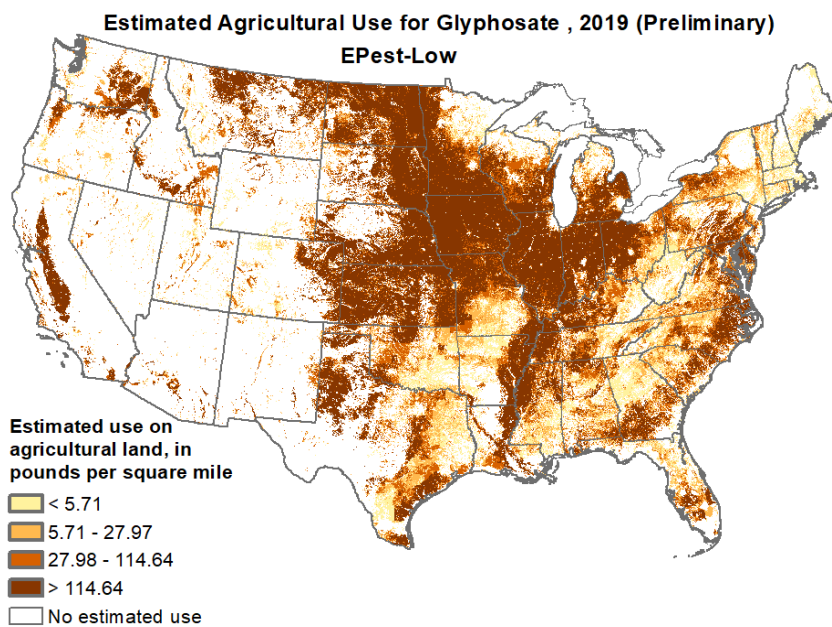 Estimated Agricultural Use for Glyphosate , 2019 (Preliminary)
EPest-Low
Estimated use on
agricultural land, in
pounds per square mile
< 5.71
5.71 - 27.97
27.98 - 114.64
> 114.64
No estimated use